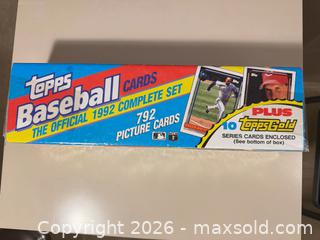 Topps
Baseball CARDS
THE OFFICIAL 1992 COMPLETE SET
792
PICTURE CARDS
PLUS
10 Topps Gold
SERIES CARDS ENCLOSED
(See bottom of box)
Copyright © 2026 - maxsold.com